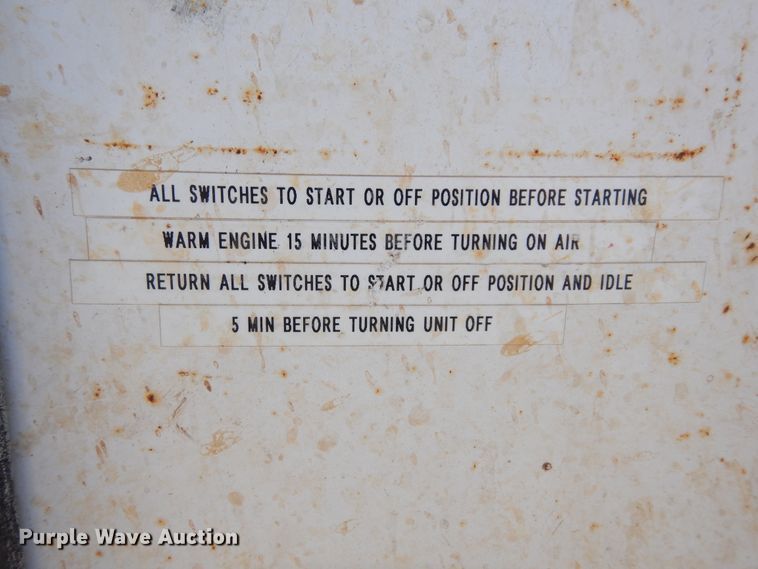 ALL SWITCHES TO START OR OFF POSITION BEFORE STARTING
WARM ENGINE 15 MINUTES BEFORE TURNING ON AIR
RETURN ALL SWITCHES TO START OR OFF POSITION AND IDLE
5 MIN BEFORE TURNING UNIT OFF
Purple Wave Auction